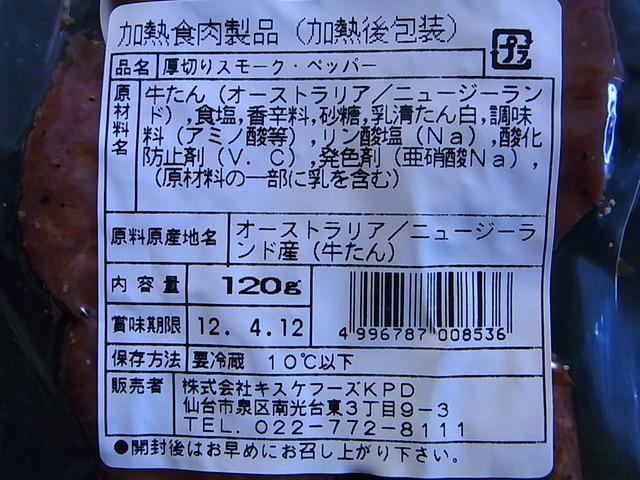 加熱食肉製品（加熱後包装）
プラ
品名 厚切りスモーク・ペッパー
原材料名 牛たん（オーストラリア／ニュージーラン
ド）,食塩,香辛料,砂糖,乳清たん白,調味
料（アミノ酸等）,リン酸塩（Na）,酸化
防止剤（V．C）,発色剤（亜硝酸Na）,
（原材料の一部に乳を含む）
原料原産地名 オーストラリア／ニュージーラ
ンド産（牛たん）
内容量 120g
賞味期限 12. 4.12
4 996787 008536
保存方法 要冷蔵 10℃以下
販売者 株式会社キスケフーズKPD
仙台市泉区南光台東3丁目9−3
TEL. 022−772−8111
●開封後はお早めにお召し上がり下さい。